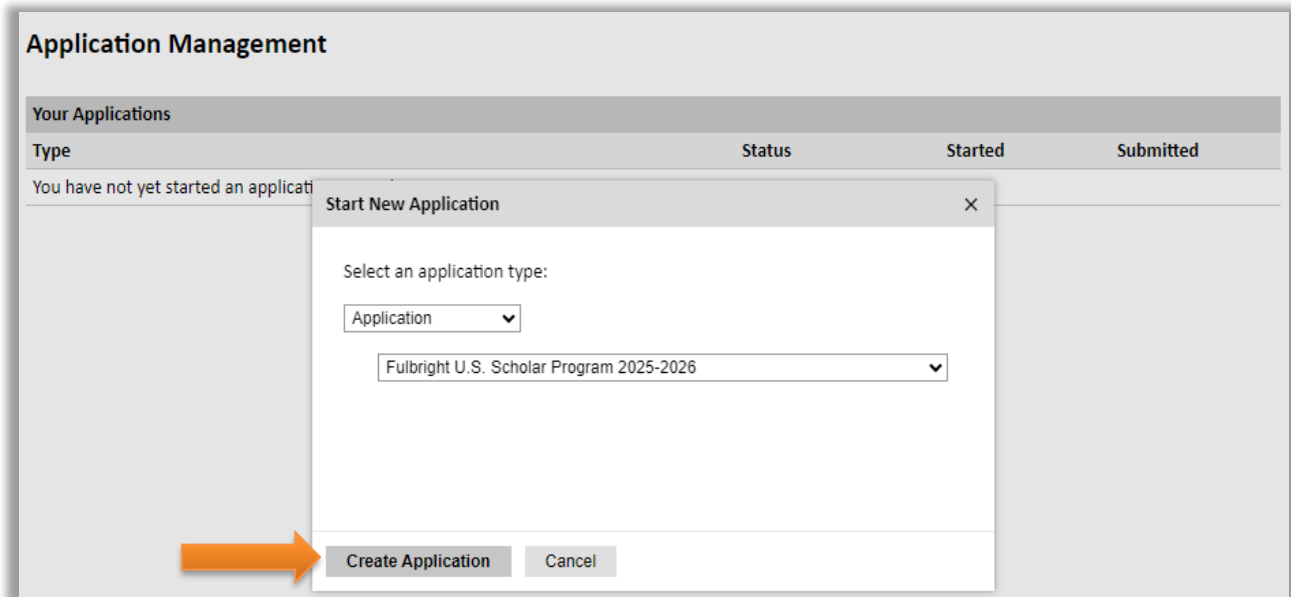 Application Management
Your Applications
Type Status Started Submitted
You have not yet started an
Start New Application ×
Select an application type:
Application
Fulbright U.S. Scholar Program 2025-2026
Create Application Cancel